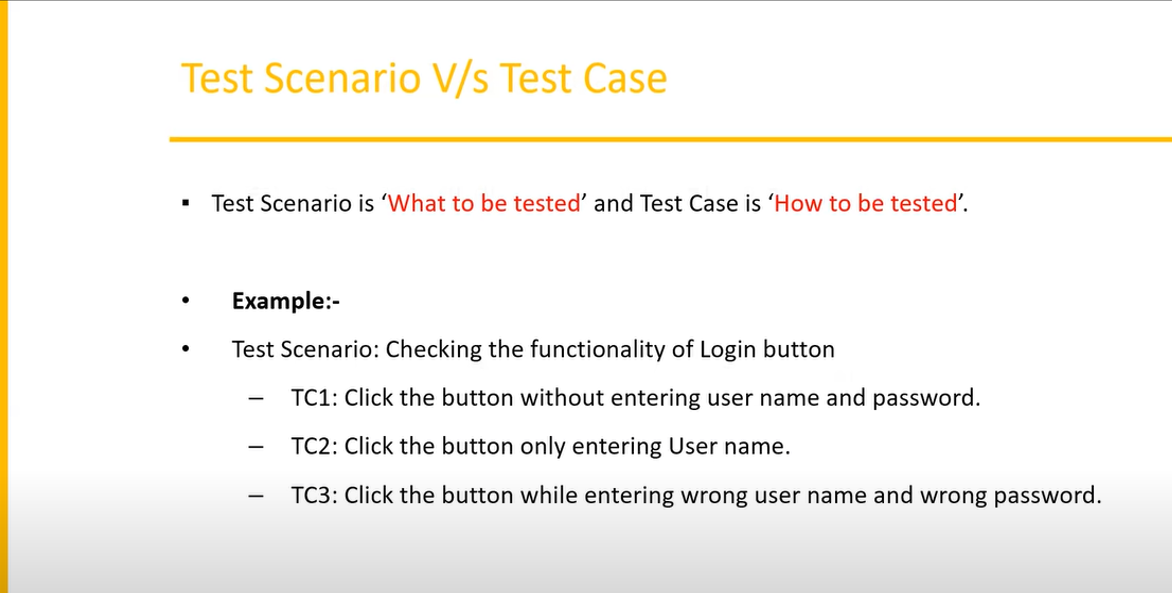 Test Scenario V/s Test Case
▪ Test Scenario is ‘What to be tested’ and Test Case is ‘How to be tested’.
• Example:-
• Test Scenario: Checking the functionality of Login button
– TC1: Click the button without entering user name and password.
– TC2: Click the button only entering User name.
– TC3: Click the button while entering wrong user name and wrong password.